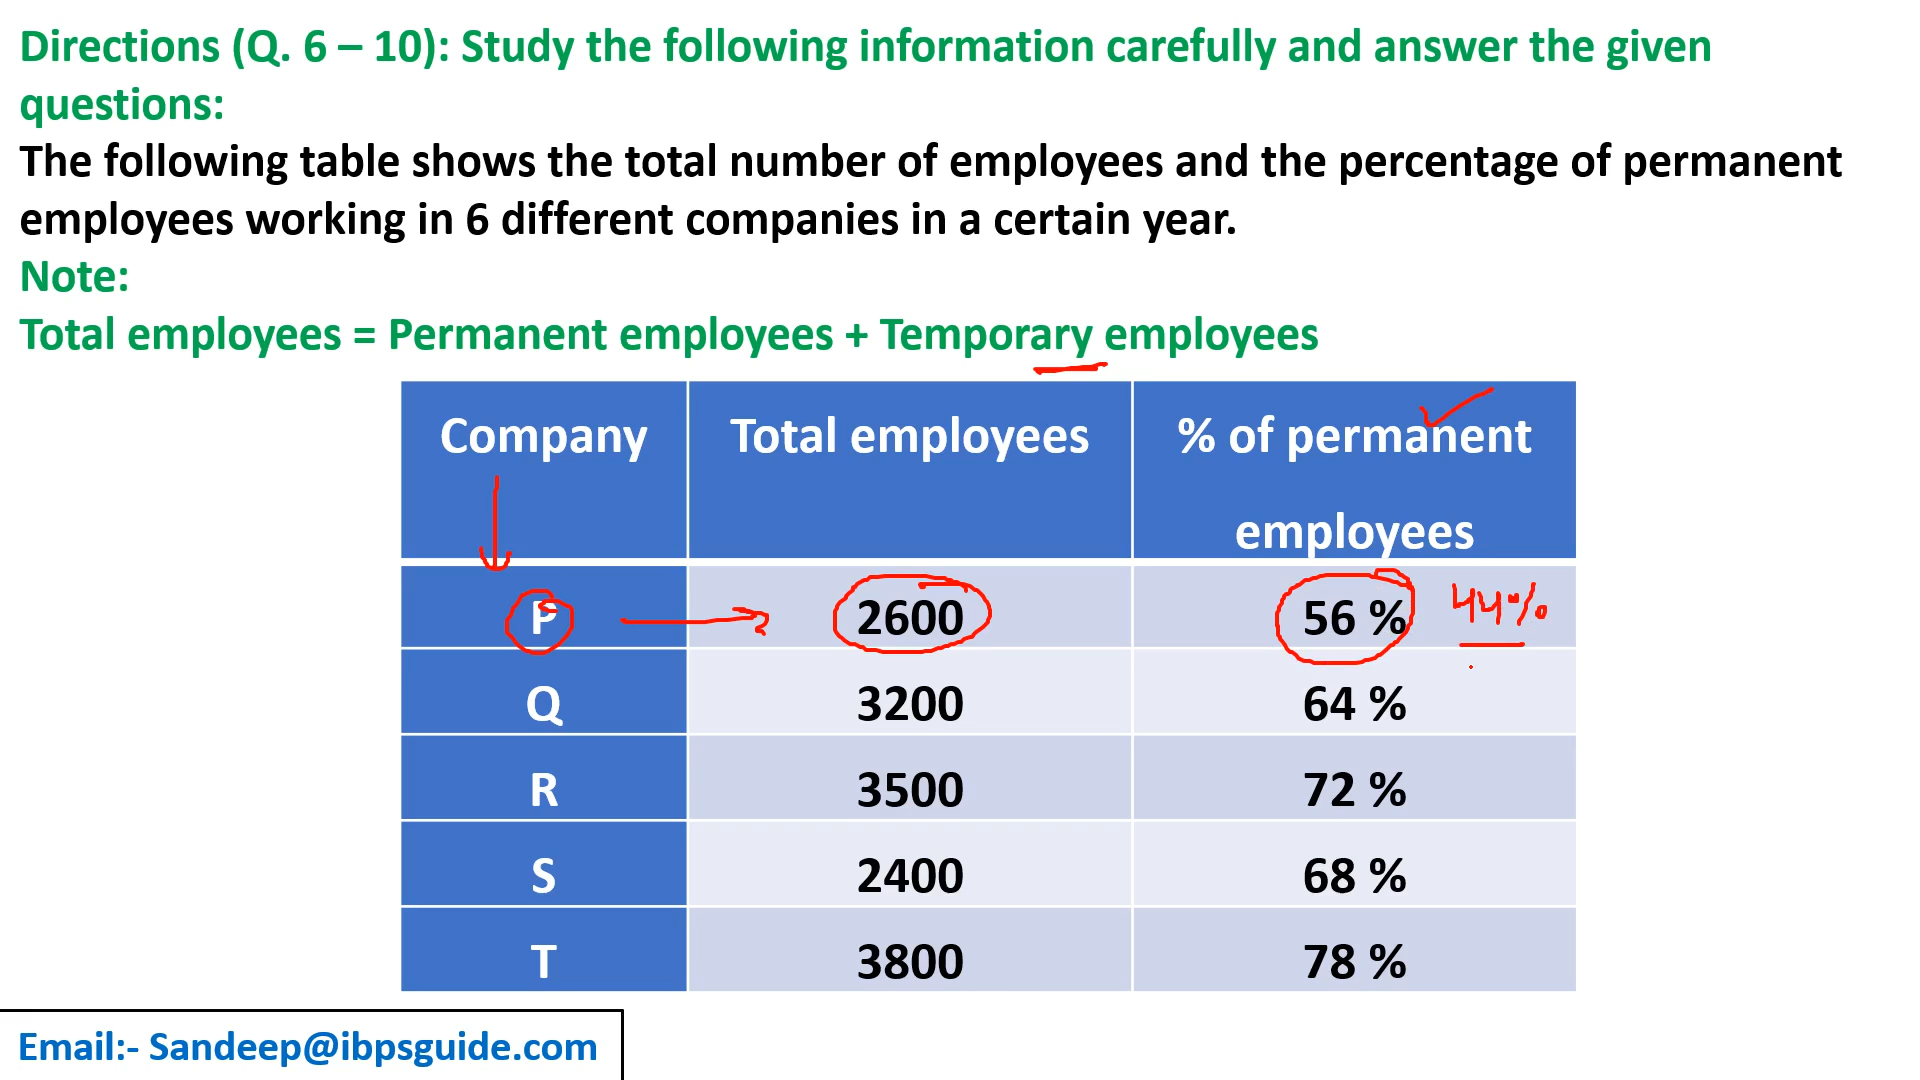 Directions (Q. 6 – 10): Study the following information carefully and answer the given
questions:
The following table shows the total number of employees and the percentage of permanent
employees working in 6 different companies in a certain year.
Note:
Total employees = Permanent employees + Temporary employees
Company Total employees % of permanent
employees
P 2600 56 % 44%
Q 3200 64 %
R 3500 72 %
S 2400 68 %
T 3800 78 %
Email:- Sandeep@ibpsguide.com